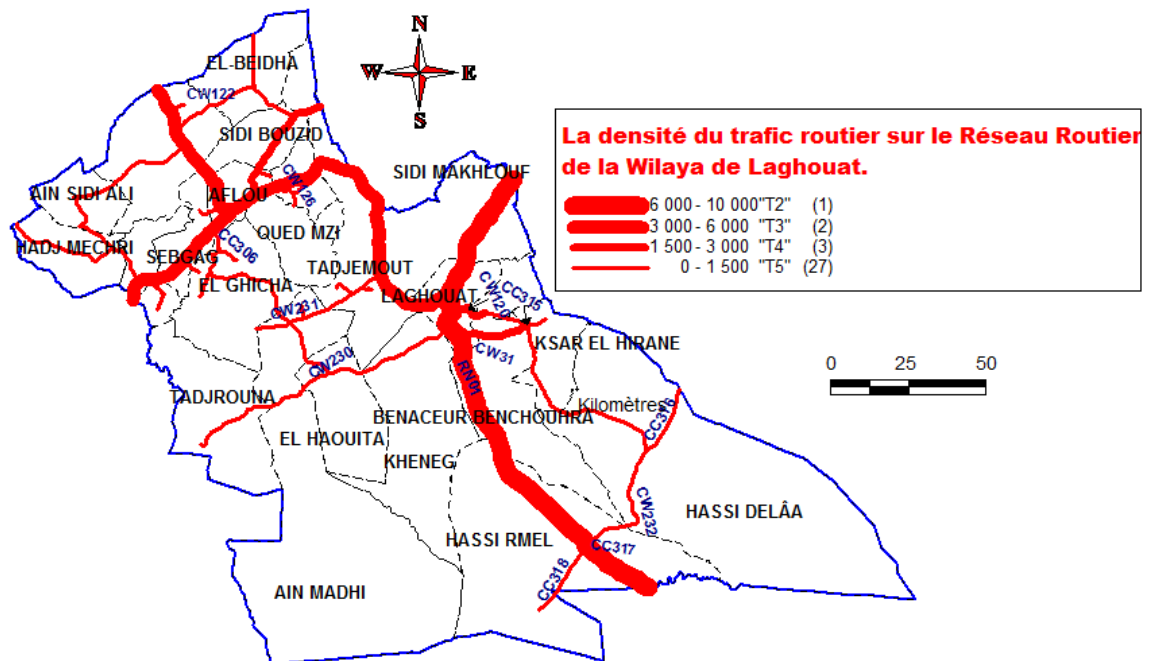 N
W E
S
La densité du trafic routier sur le Réseau Routier
de la Wilaya de Laghouat.
6 000 - 10 000"T2" (1)
3 000 - 6 000 "T3" (2)
1 500 - 3 000 "T4" (3)
0 - 1 500 "T5" (27)
EL-BEIDHA
CW122
SIDI BOUZID
SIDI MAKHLOUF
AIN SIDI ALI
AFLOU
CW126
OUED MZI
HADJ MECHRI
SEBGAG
CC306
EL GHICHA
TADJEMOUT
LAGHOUAT
CW120
CC315
CW231
KSAR EL HIRANE
CW31
CW230
RN01
0 25 50
Kilomètres
TADJROUNA
BENACEUR BENCHOUHRA
CC316
EL HAOUITA
KHENEG
CW232
HASSI DELÂA
HASSI RMEL
CC317
CC318
AIN MADHI